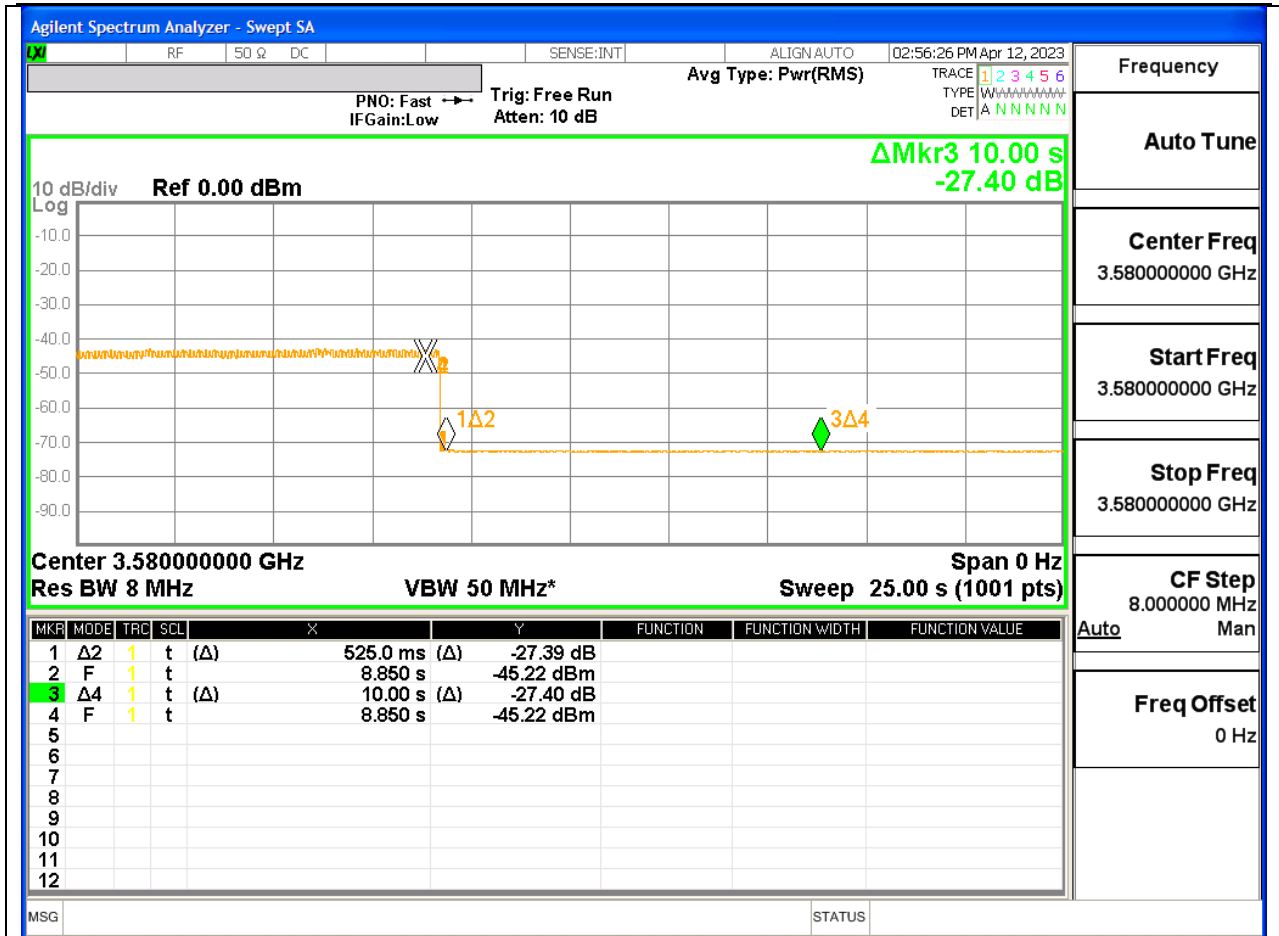 Agilent Spectrum Analyzer - Swept SA
LXI RF 50 Ω DC SENSE:INT ALIGN AUTO 02:56:26 PM Apr 12, 2023
PNO: Fast
IFGain:Low
Trig: Free Run
Atten: 10 dB
Avg Type: Pwr(RMS)
TRACE 1 2 3 4 5 6
TYPE WWWWWWW
DET A N N N N N
ΔMkr3 10.00 s
-27.40 dB
10 dB/div Ref 0.00 dBm
Log
-10.0
-20.0
-30.0
-40.0
-50.0
-60.0
-70.0
-80.0
-90.0
1Δ2
3Δ4
Center 3.580000000 GHz Span 0 Hz
Res BW 8 MHz VBW 50 MHz* Sweep 25.00 s (1001 pts)
MKR MODE TRC SCL X Y FUNCTION FUNCTION WIDTH FUNCTION VALUE
1 Δ2 1 t (Δ) 525.0 ms (Δ) -27.39 dB
2 F 1 t 8.850 s -45.22 dBm
3 Δ4 1 t (Δ) 10.00 s (Δ) -27.40 dB
4 F 1 t 8.850 s -45.22 dBm
5
6
7
8
9
10
11
12
MSG STATUS
Frequency
Auto Tune
Center Freq
3.580000000 GHz
Start Freq
3.580000000 GHz
Stop Freq
3.580000000 GHz
CF Step
8.000000 MHz
Auto Man
Freq Offset
0 Hz